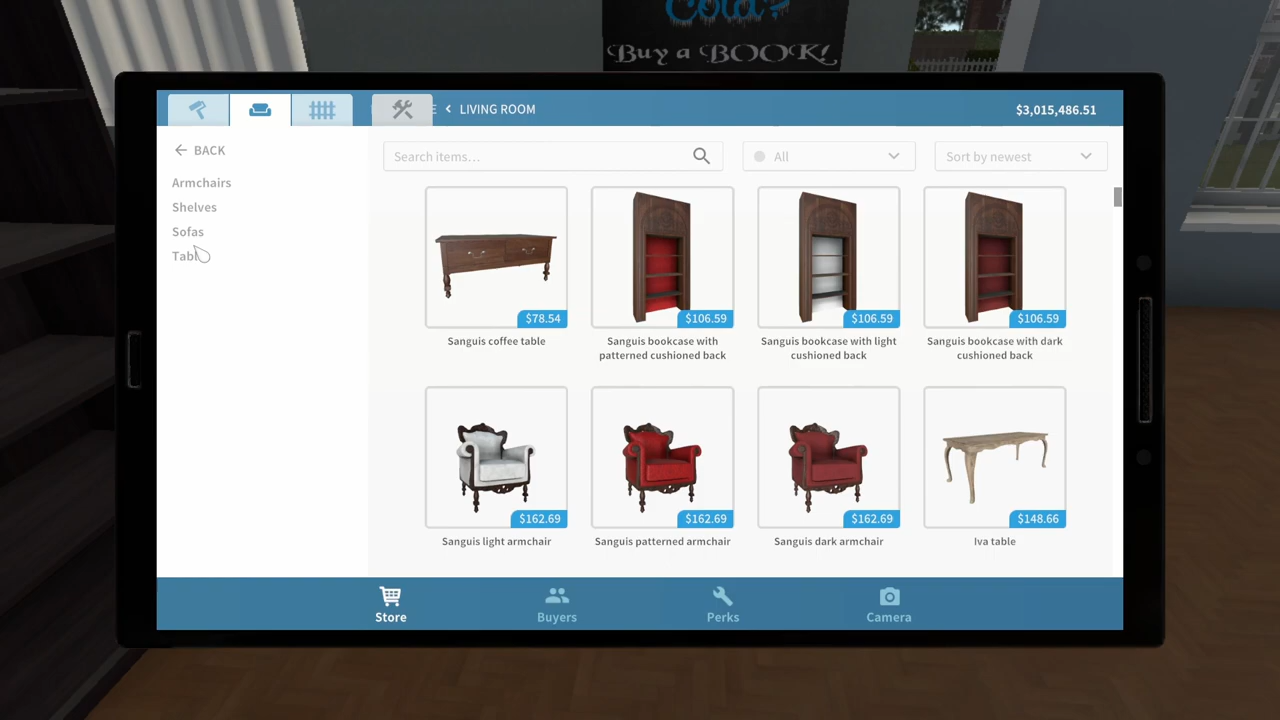 Cold?
Buy a BOOK!
E < LIVING ROOM
$3,015,486.51
BACK
Armchairs
Shelves
Sofas
Search items...
All
Sort by newest
$78.54
Sanguis coffee table
$106.59
Sanguis bookcase with
patterned cushioned back
$106.59
Sanguis bookcase with light
cushioned back
$106.59
Sanguis bookcase with dark
cushioned back
$162.69
Sanguis light armchair
$162.69
Sanguis patterned armchair
$162.69
Sanguis dark armchair
$148.66
Iva table
Store
Buyers
Perks
Camera